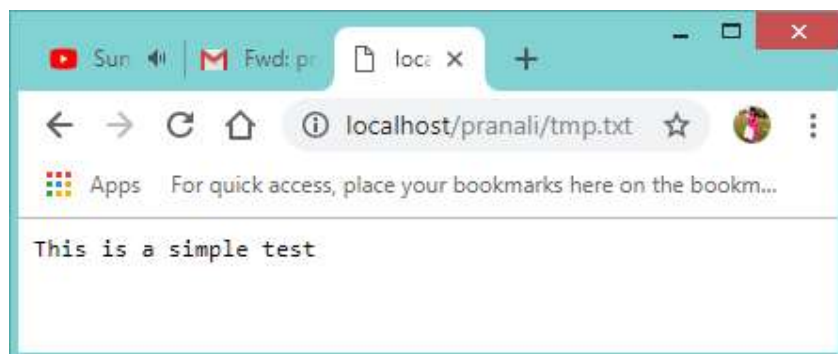 Sun Fwd: pr loca
localhost/pranali/tmp.txt
Apps For quick access, place your bookmarks here on the bookm...
This is a simple test